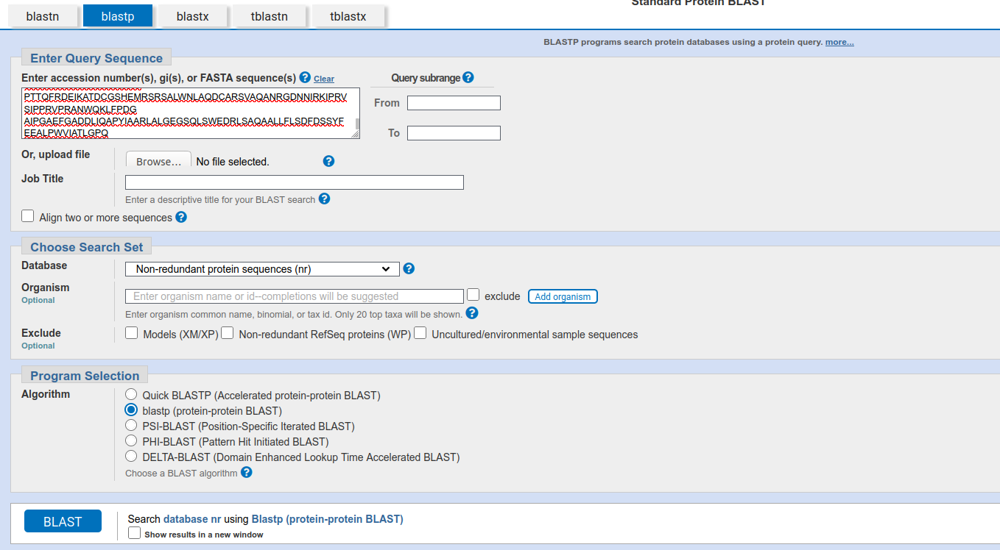 Standard Protein BLAST
blastn blastp blastx tblastn tblastx
BLASTP programs search protein databases using a protein query. more...
Enter Query Sequence
Enter accession number(s), gi(s), or FASTA sequence(s) Clear
Query subrange
PTTQFRDEIKATDCGSHEMRSRSALWNLAQDCARSVAQANRGDNNIRKIPRV
SIPPRVPRANWQKLFPDG
AIPGAEFGADDLIQAPYIAARLALGEGSQLSWEDRLSAQAALLFLSDFDSSYF
EEALPWVIATLGPQ
From
To
Or, upload file Browse... No file selected.
Job Title
Enter a descriptive title for your BLAST search
Align two or more sequences
Choose Search Set
Database Non-redundant protein sequences (nr)
Organism
Optional
Enter organism name or id--completions will be suggested exclude Add organism
Enter organism common name, binomial, or tax id. Only 20 top taxa will be shown.
Exclude
Optional
Models (XM/XP) Non-redundant RefSeq proteins (WP) Uncultured/environmental sample sequences
Program Selection
Algorithm
Quick BLASTP (Accelerated protein-protein BLAST)
blastp (protein-protein BLAST)
PSI-BLAST (Position-Specific Iterated BLAST)
PHI-BLAST (Pattern Hit Initiated BLAST)
DELTA-BLAST (Domain Enhanced Lookup Time Accelerated BLAST)
Choose a BLAST algorithm
BLAST
Search database nr using Blastp (protein-protein BLAST)
Show results in a new window